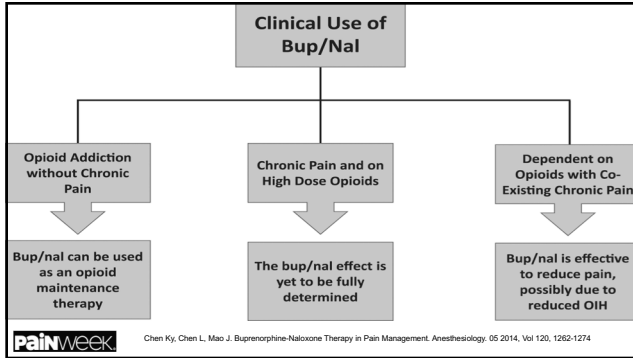 Clinical Use of
Bup/Nal
Opioid Addiction
without Chronic
Pain
Chronic Pain and on
High Dose Opioids
Dependent on
Opioids with Co-
Existing Chronic Pain
Bup/nal can be used
as an opioid
maintenance
therapy
The bup/nal effect is
yet to be fully
determined
Bup/nal is effective
to reduce pain,
possibly due to
reduced OIH
PAINWEEK.
Chen Ky, Chen L, Mao J. Buprenorphine-Naloxone Therapy in Pain Management. Anesthesiology. 05 2014, Vol 120, 1262-1274